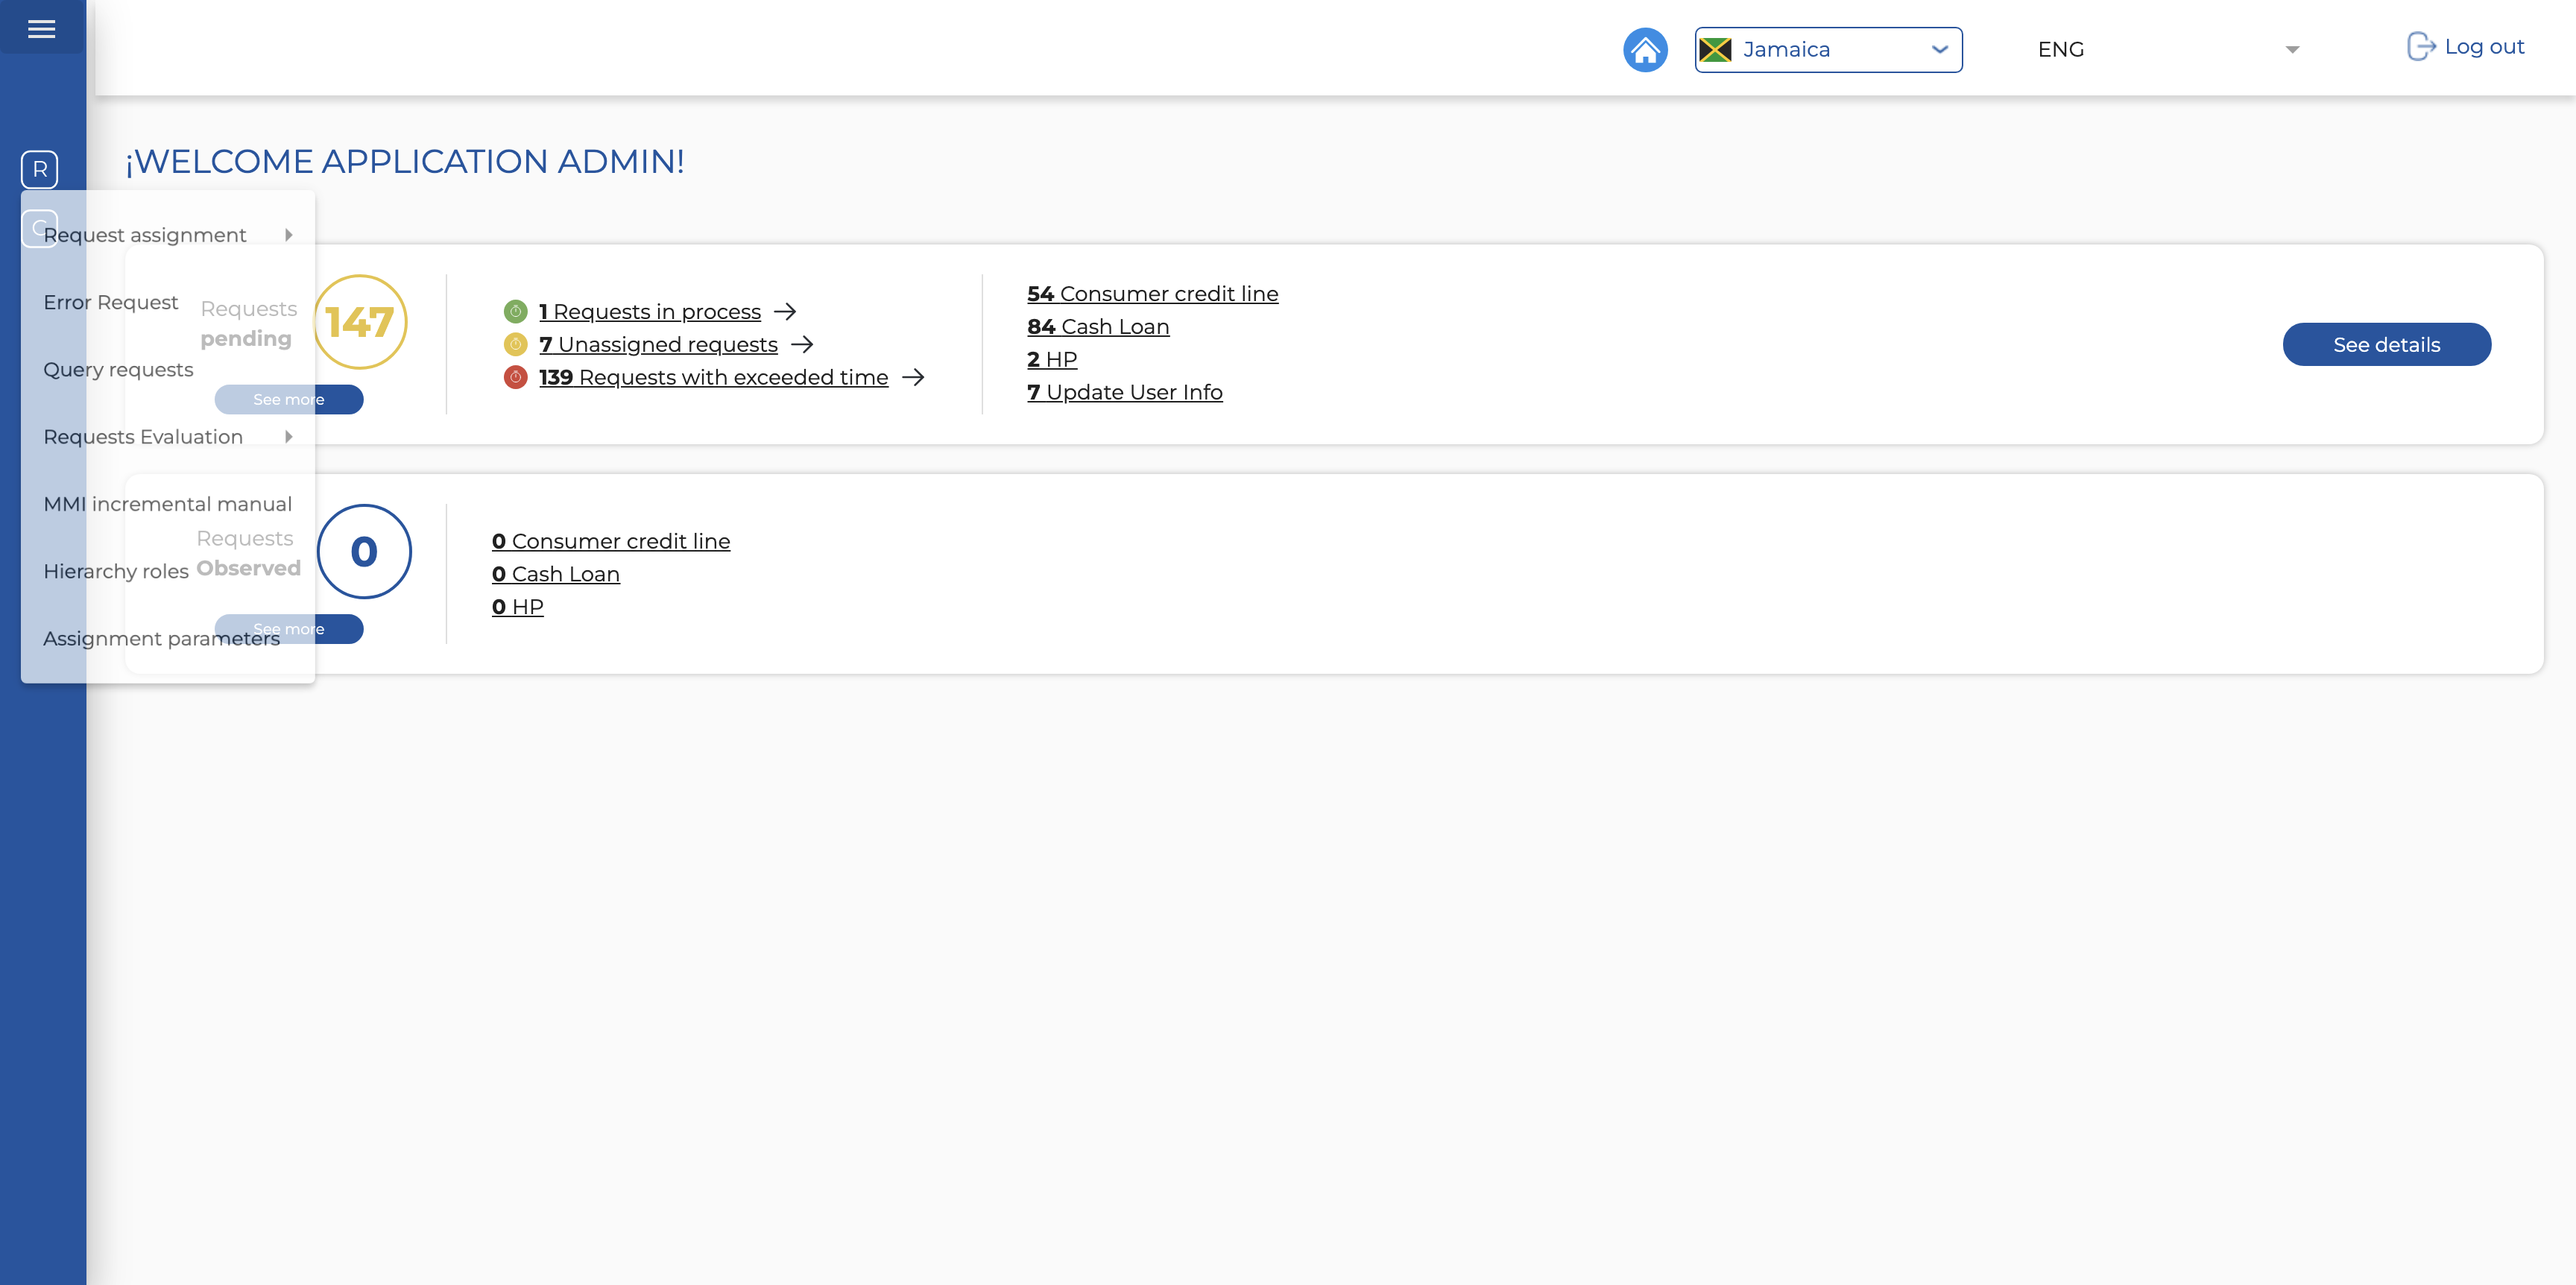 Jamaica
ENG
Log out
R
¡WELCOME APPLICATION ADMIN!
C
Request assignment
Error Request
Query requests
Requests Evaluation
MMI incremental manual
Hierarchy roles
Assignment parameters
Requests
pending
147
See more
1 Requests in process
7 Unassigned requests
139 Requests with exceeded time
54 Consumer credit line
84 Cash Loan
2 HP
7 Update User Info
See details
Requests
Observed
0
See more
0 Consumer credit line
0 Cash Loan
0 HP